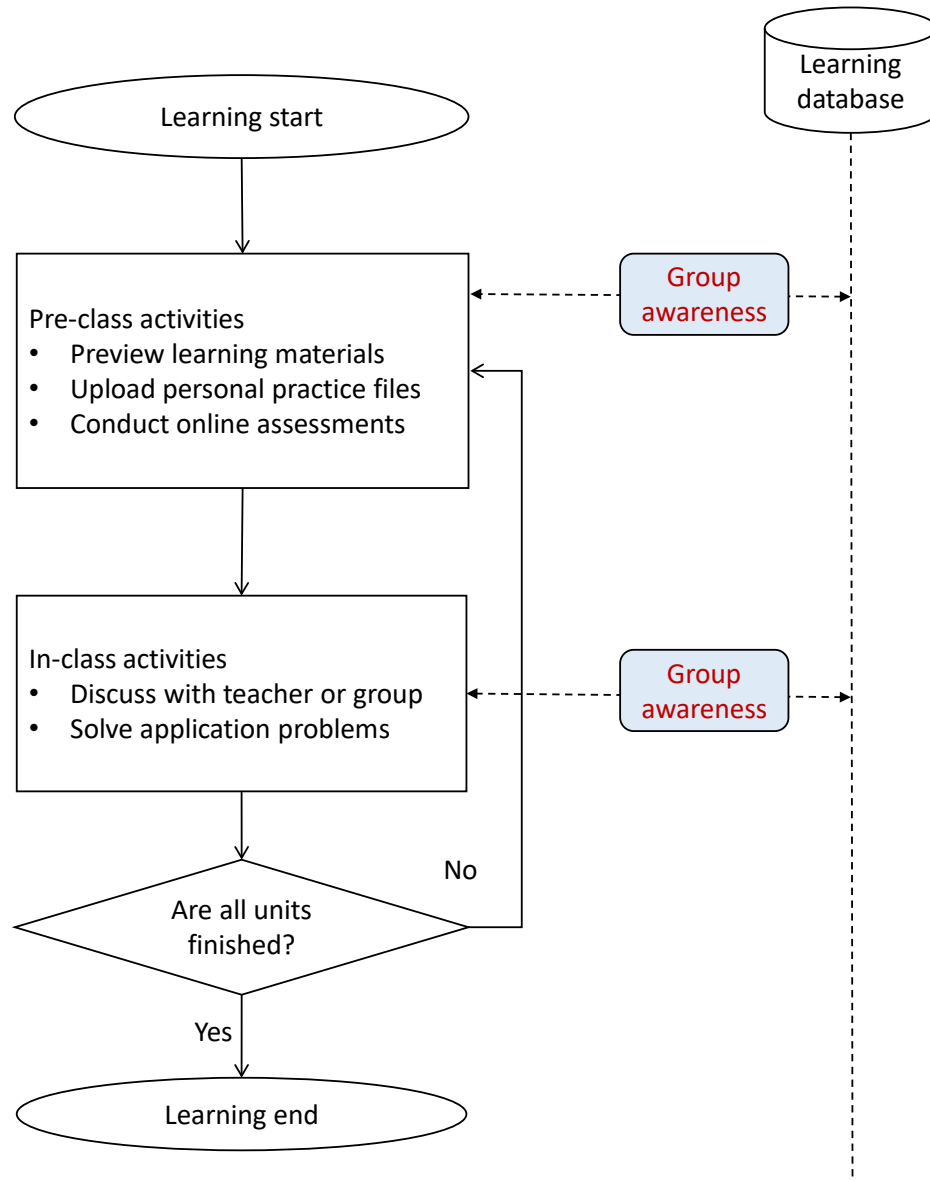 Learning start
Learning
database
Pre-class activities
• Preview learning materials
• Upload personal practice files
• Conduct online assessments
Group
awareness
In-class activities
• Discuss with teacher or group
• Solve application problems
Group
awareness
Are all units
finished?
No
Yes
Learning end